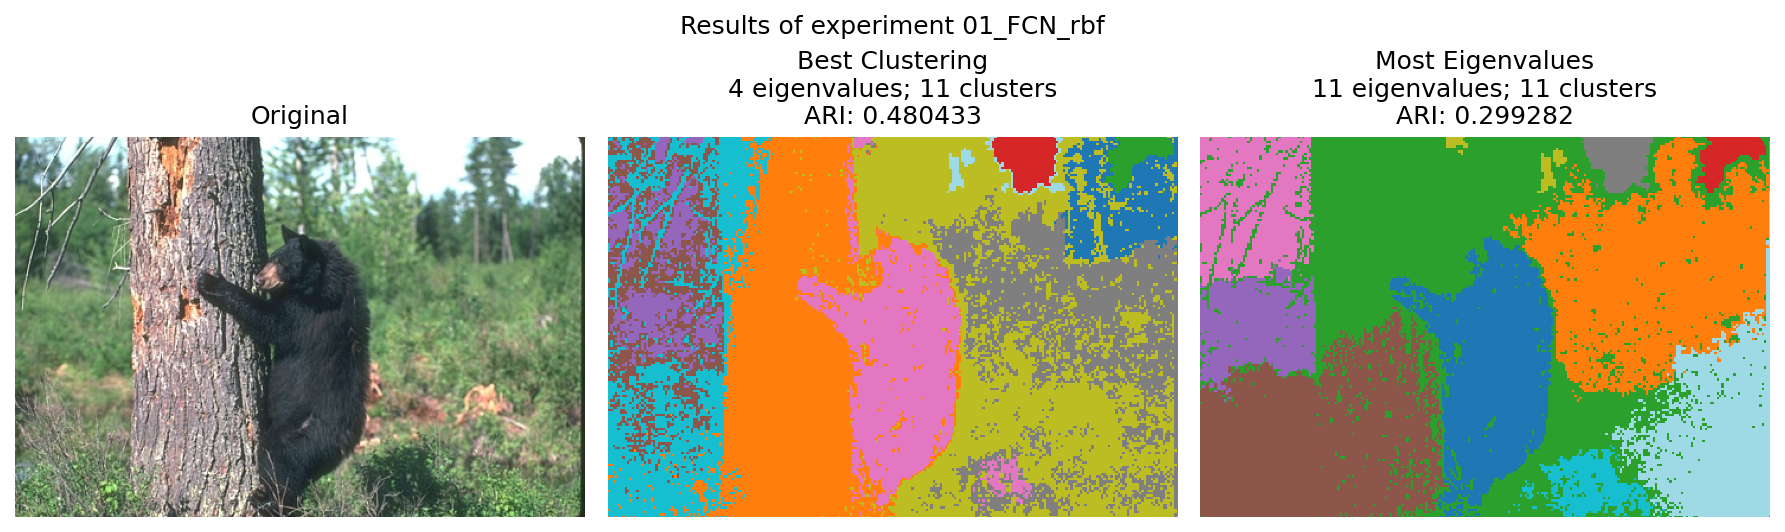 Results of experiment 01_FCN_rbf
Original
Best Clustering
4 eigenvalues; 11 clusters
ARI: 0.480433
Most Eigenvalues
11 eigenvalues; 11 clusters
ARI: 0.299282